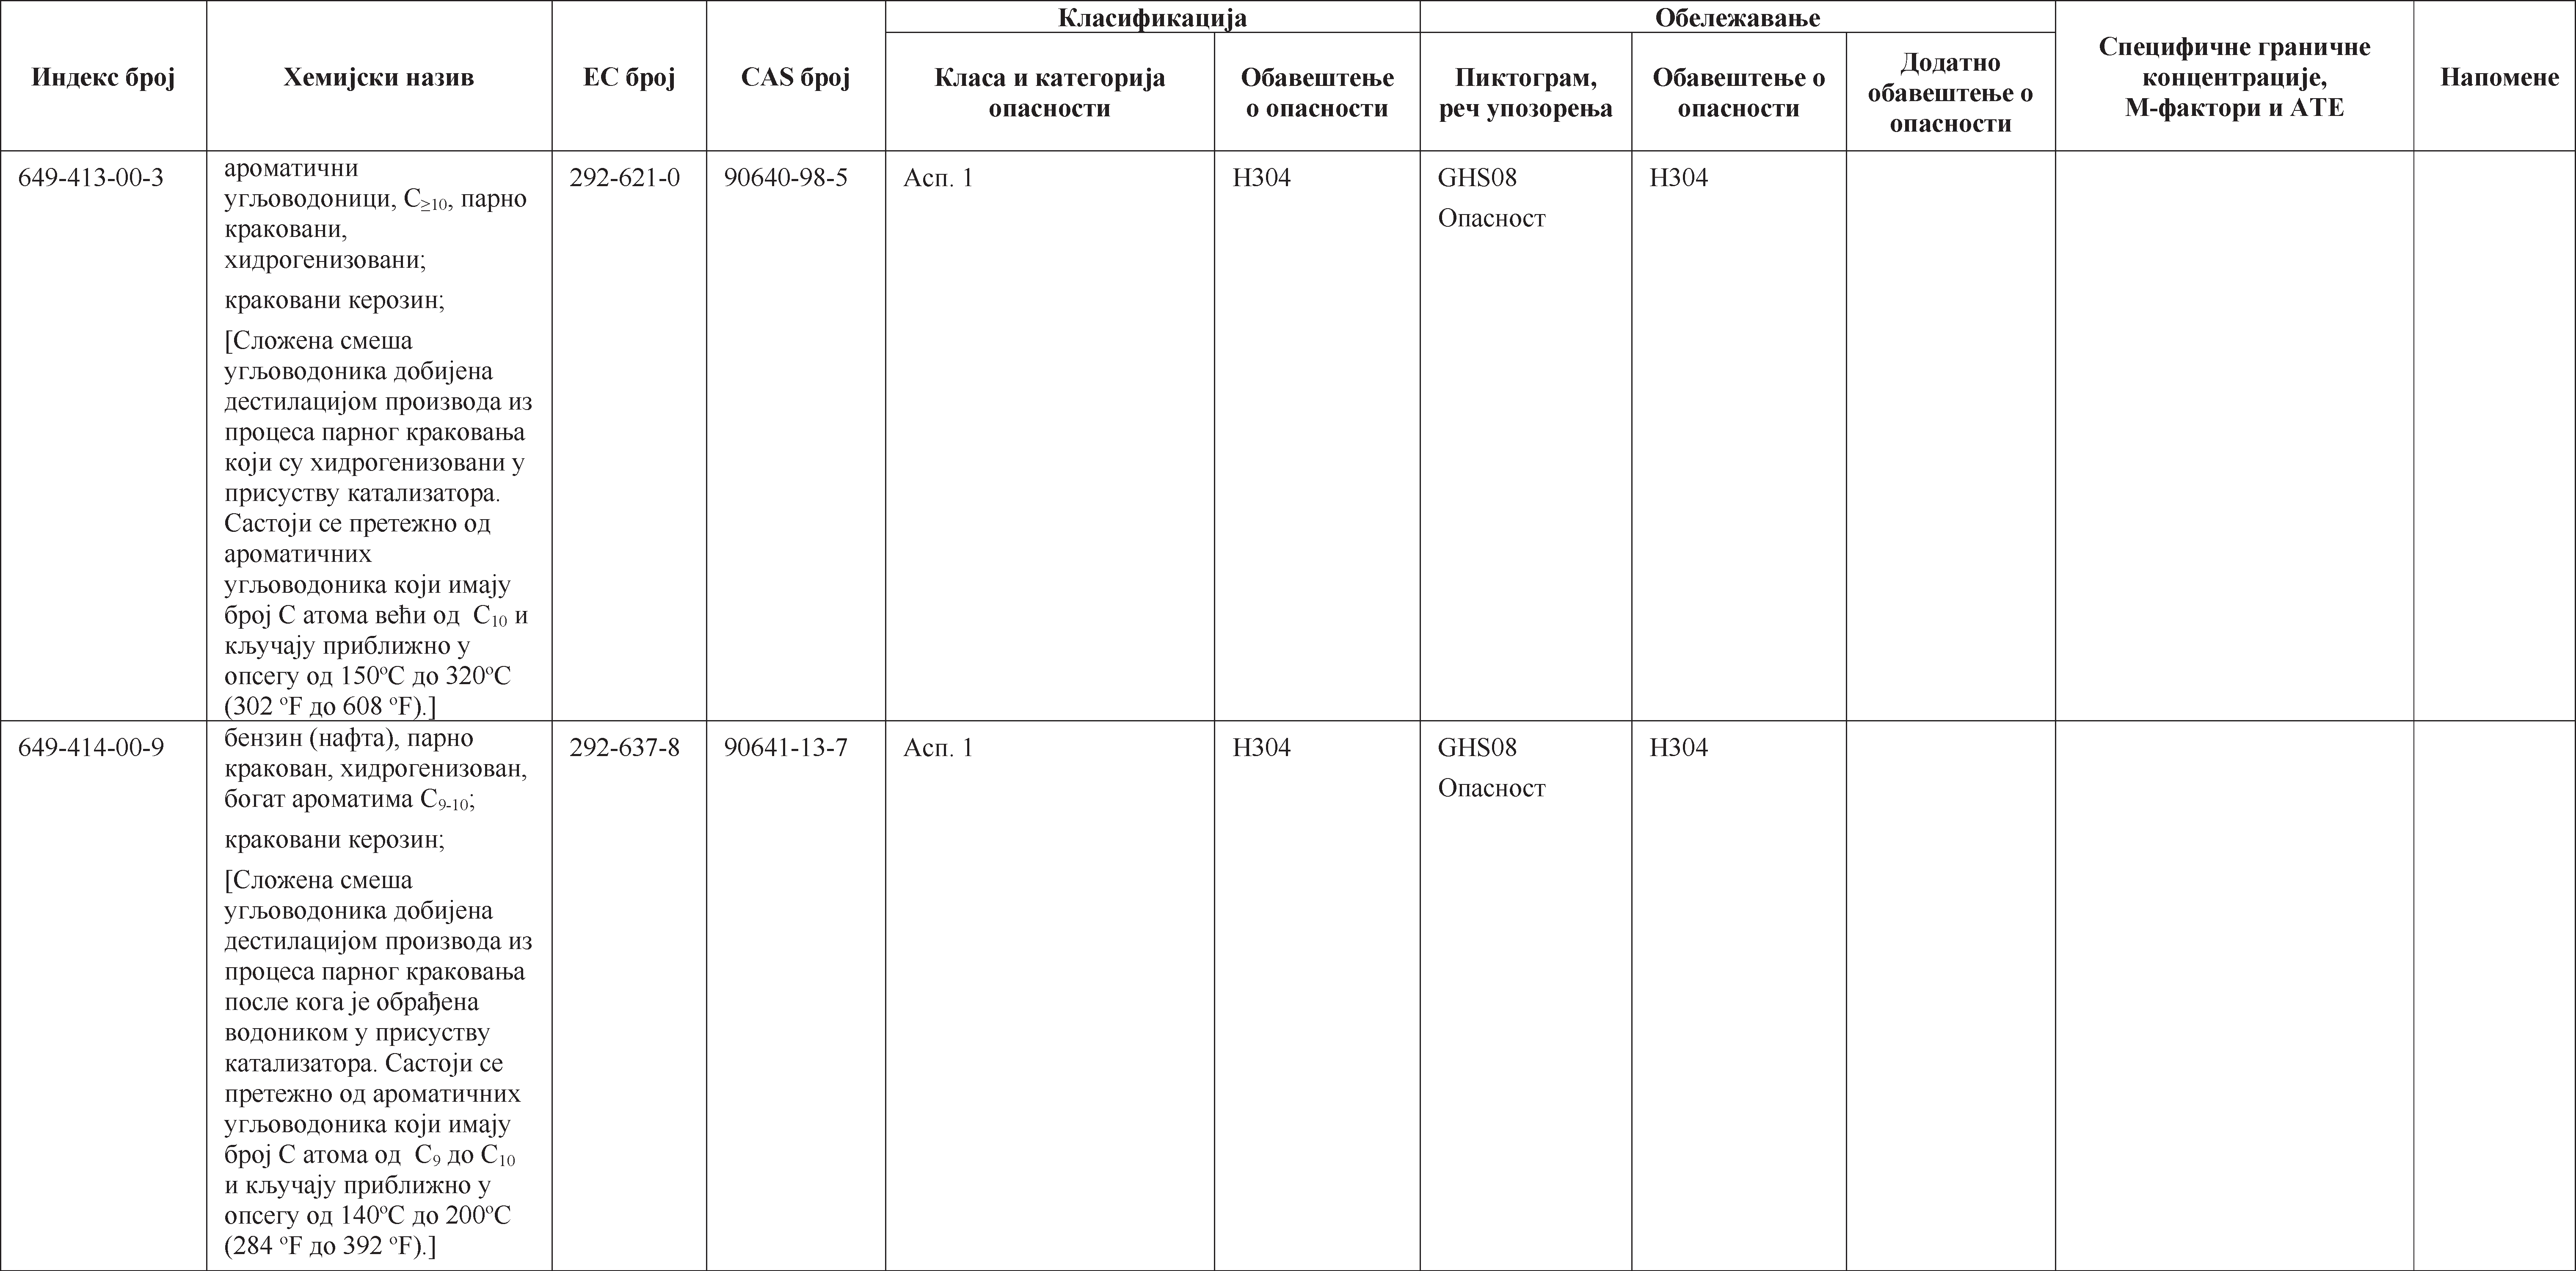 Индекс број
Хемијски назив
ЕС број
CAS број
Класификација
Класа и категорија
опасности
Обавештење
о опасности
Обележавање
Пиктограм,
реч упозорења
Обавештење о
опасности
Додатно
обавештење о
опасности
Специфичне граничне
концентрације,
М-фактори и АТЕ
Напомене
649-413-00-3
ароматични
угљоводоници, C≥10, парно
краковани,
хидрогенизовани;
краковани керозин;
[Сложена смеша
угљоводоника добијена
дестилацијом производа из
процеса парног краковања
који су хидрогенизовани у
присуству катализатора.
Састоји се претежно од
ароматичних
угљоводоника који имају
број C атома већи од C10 и
кључају приближно у
опсегу од 150ºC до 320ºC
(302 ºF до 608 ºF).]
292-621-0
90640-98-5
Асп. 1
H304
GHS08
Опасност
H304
649-414-00-9
бензин (нафта), парно
кракован, хидрогенизован,
богат ароматима C9-10;
краковани керозин;
[Сложена смеша
угљоводоника добијена
дестилацијом производа из
процеса парног краковања
после кога је обрађена
водоником у присуству
катализатора. Састоји се
претежно од ароматичних
угљоводоника који имају
број C атома од C9 до C10
и кључају приближно у
опсегу од 140ºC до 200ºC
(284 ºF до 392 ºF).]
292-637-8
90641-13-7
Асп. 1
H304
GHS08
Опасност
H304